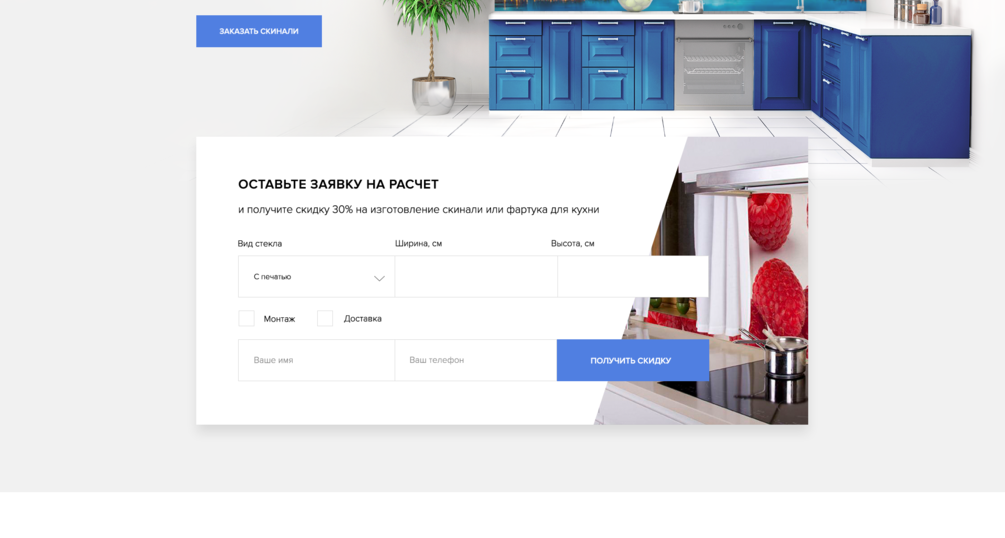 ЗАКАЗАТЬ СКИНАЛИ
ОСТАВЬТЕ ЗАЯВКУ НА РАСЧЕТ
и получите скидку 30% на изготовление скинали или фартука для кухни
Вид стекла
Ширина, см
Высота, см
С печатью
Монтаж
Доставка
Ваше имя
Ваш телефон
ПОЛУЧИТЬ СКИДКУ